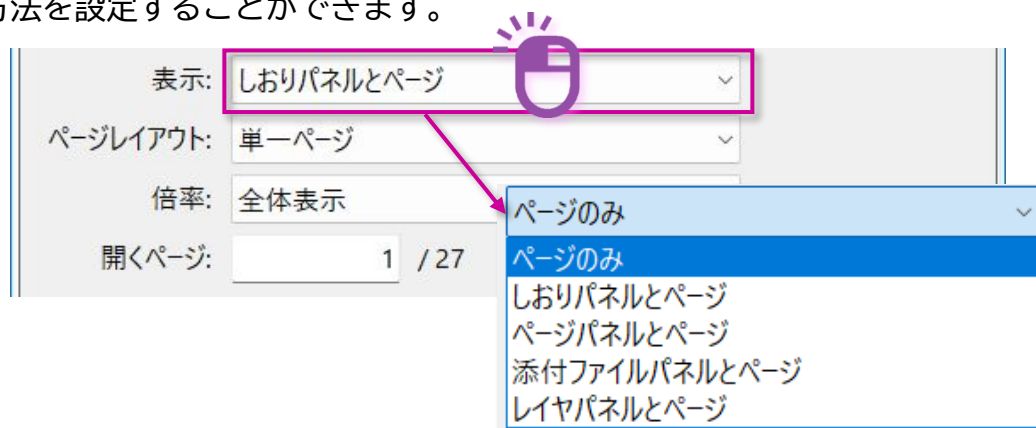 法を設定することができます。
表示: しおりパネルとページ
ページレイアウト: 単一ページ
倍率: 全体表示
開くページ: 1 / 27
ページのみ
ページのみ
しおりパネルとページ
ページパネルとページ
添付ファイルパネルとページ
レイヤパネルとページ